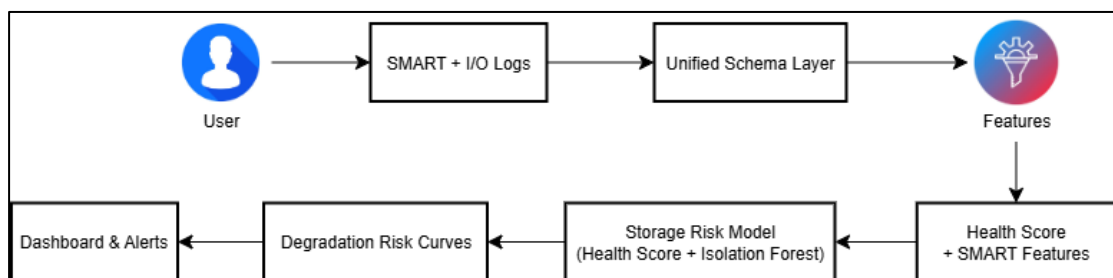 SMART + I/O Logs
Unified Schema Layer
User
Features
Dashboard & Alerts
Degradation Risk Curves
Storage Risk Model
(Health Score + Isolation Forest)
Health Score
+ SMART Features